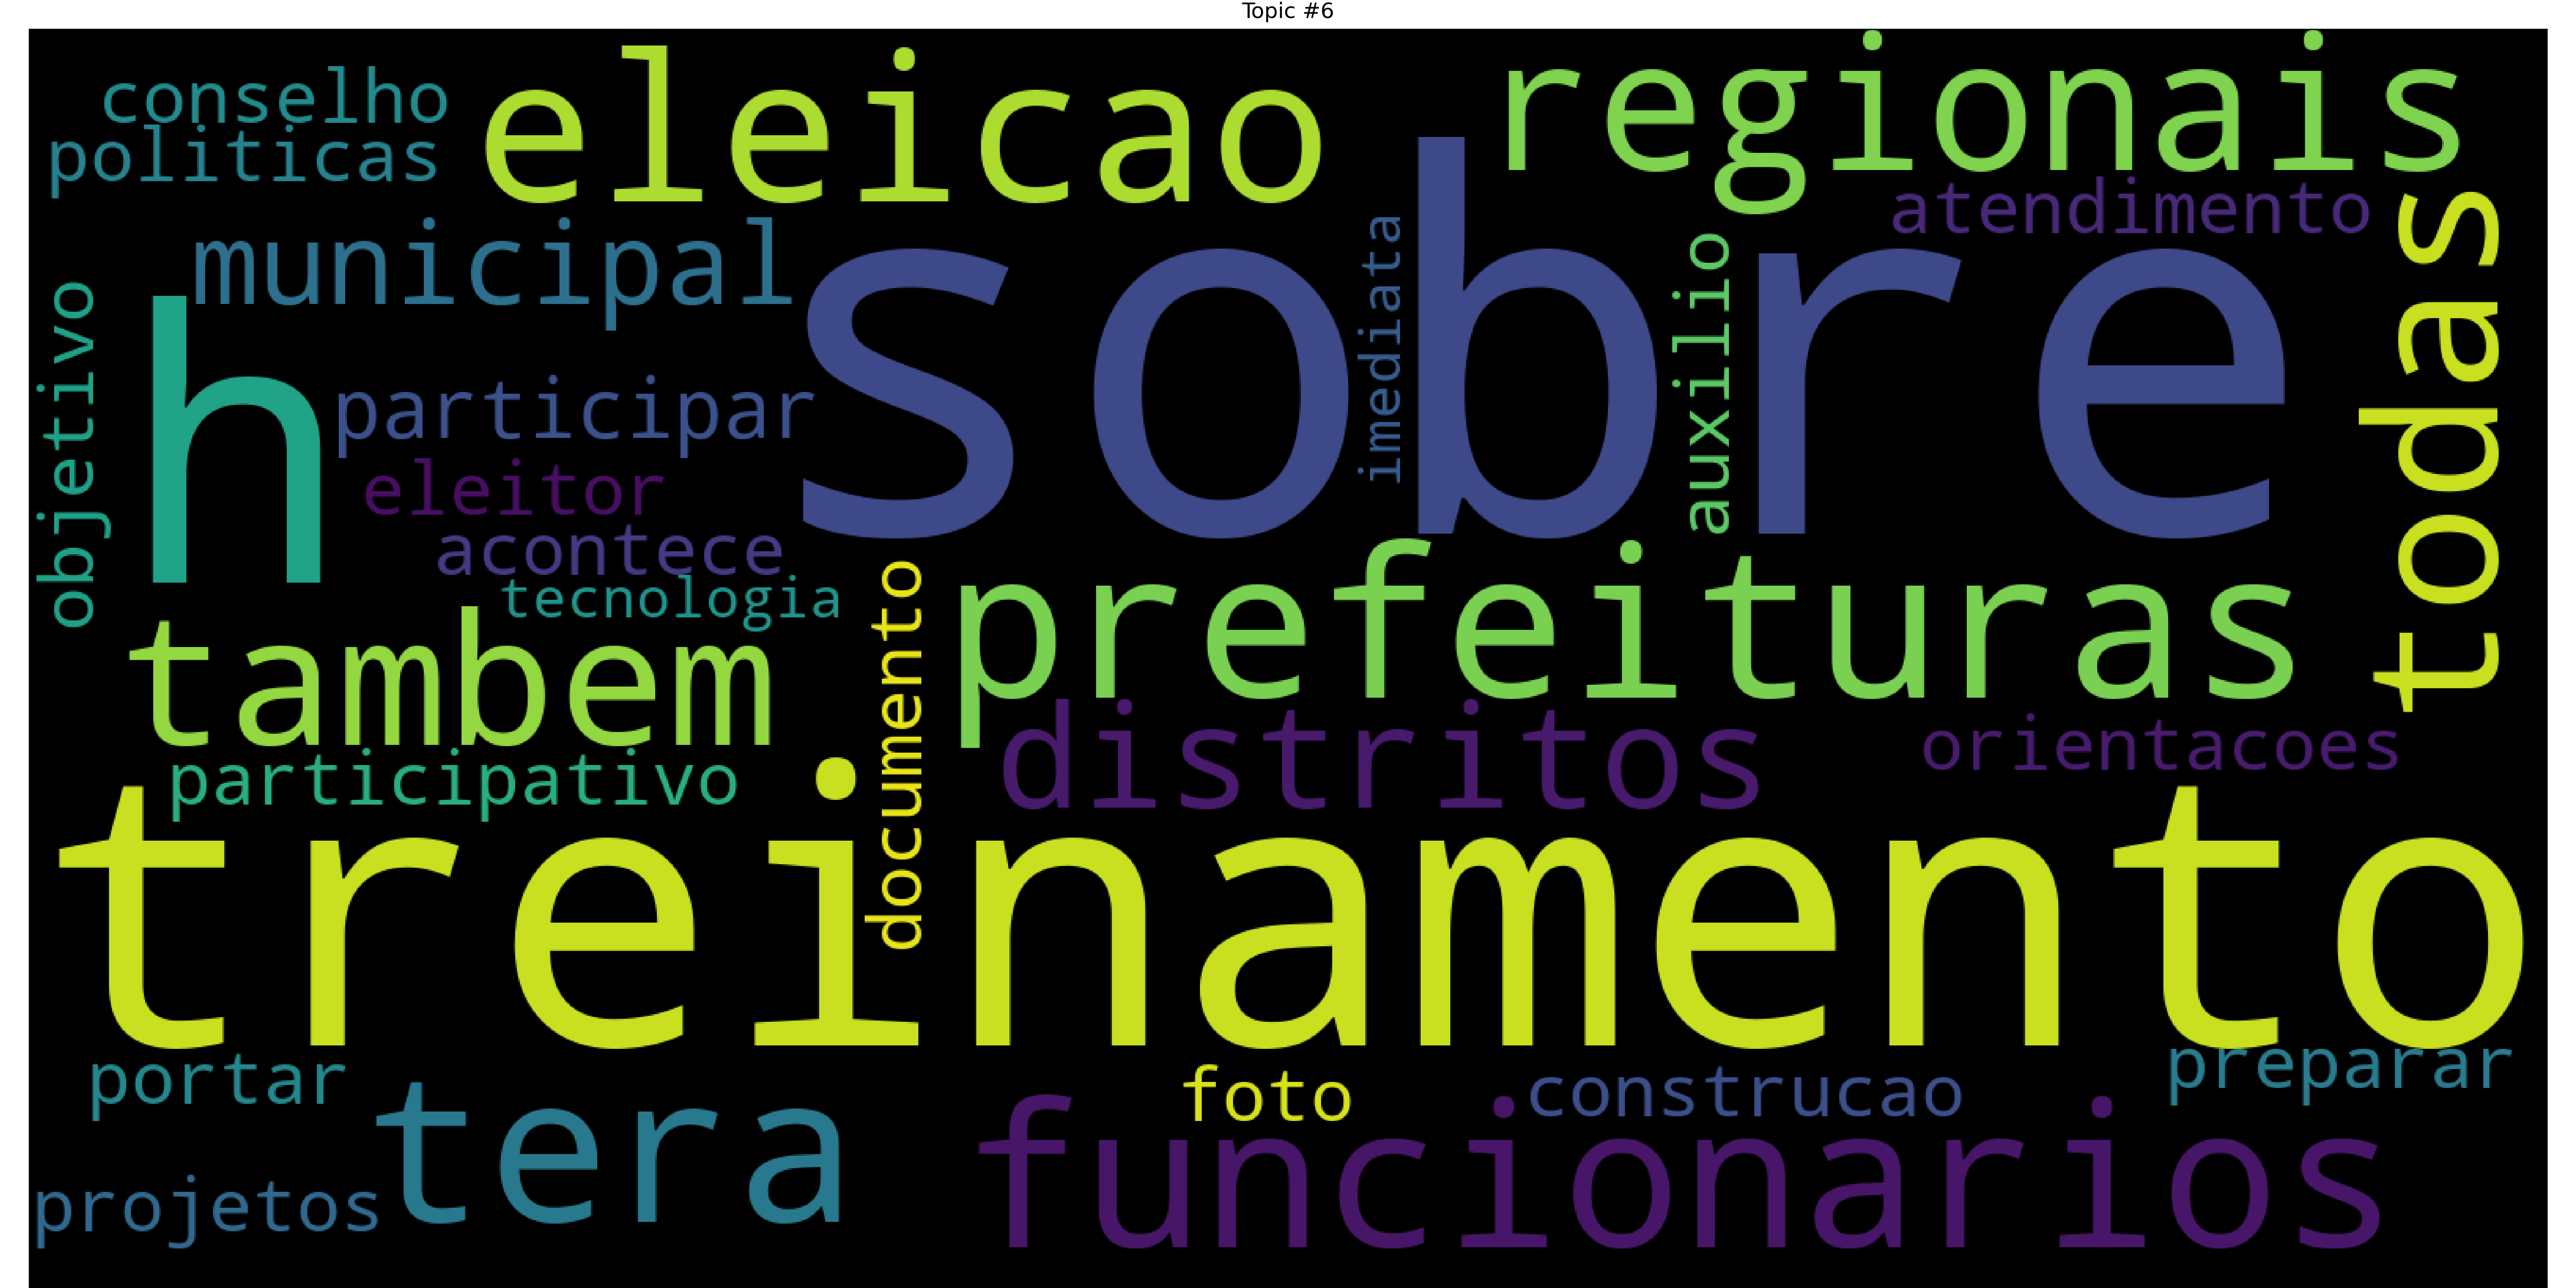 Topic #6
conselho
eleicao
regionais
politicas
atendimento
municipal
sobre
imediata
auxilio
todas
objetivo
h
participar
eleitor
acontece
tecnologia
documento
prefeituras
tambem
distritos
orientacoes
participativo
treinamento
portar
tera
foto
construcao
preparar
projetos
funcionarios